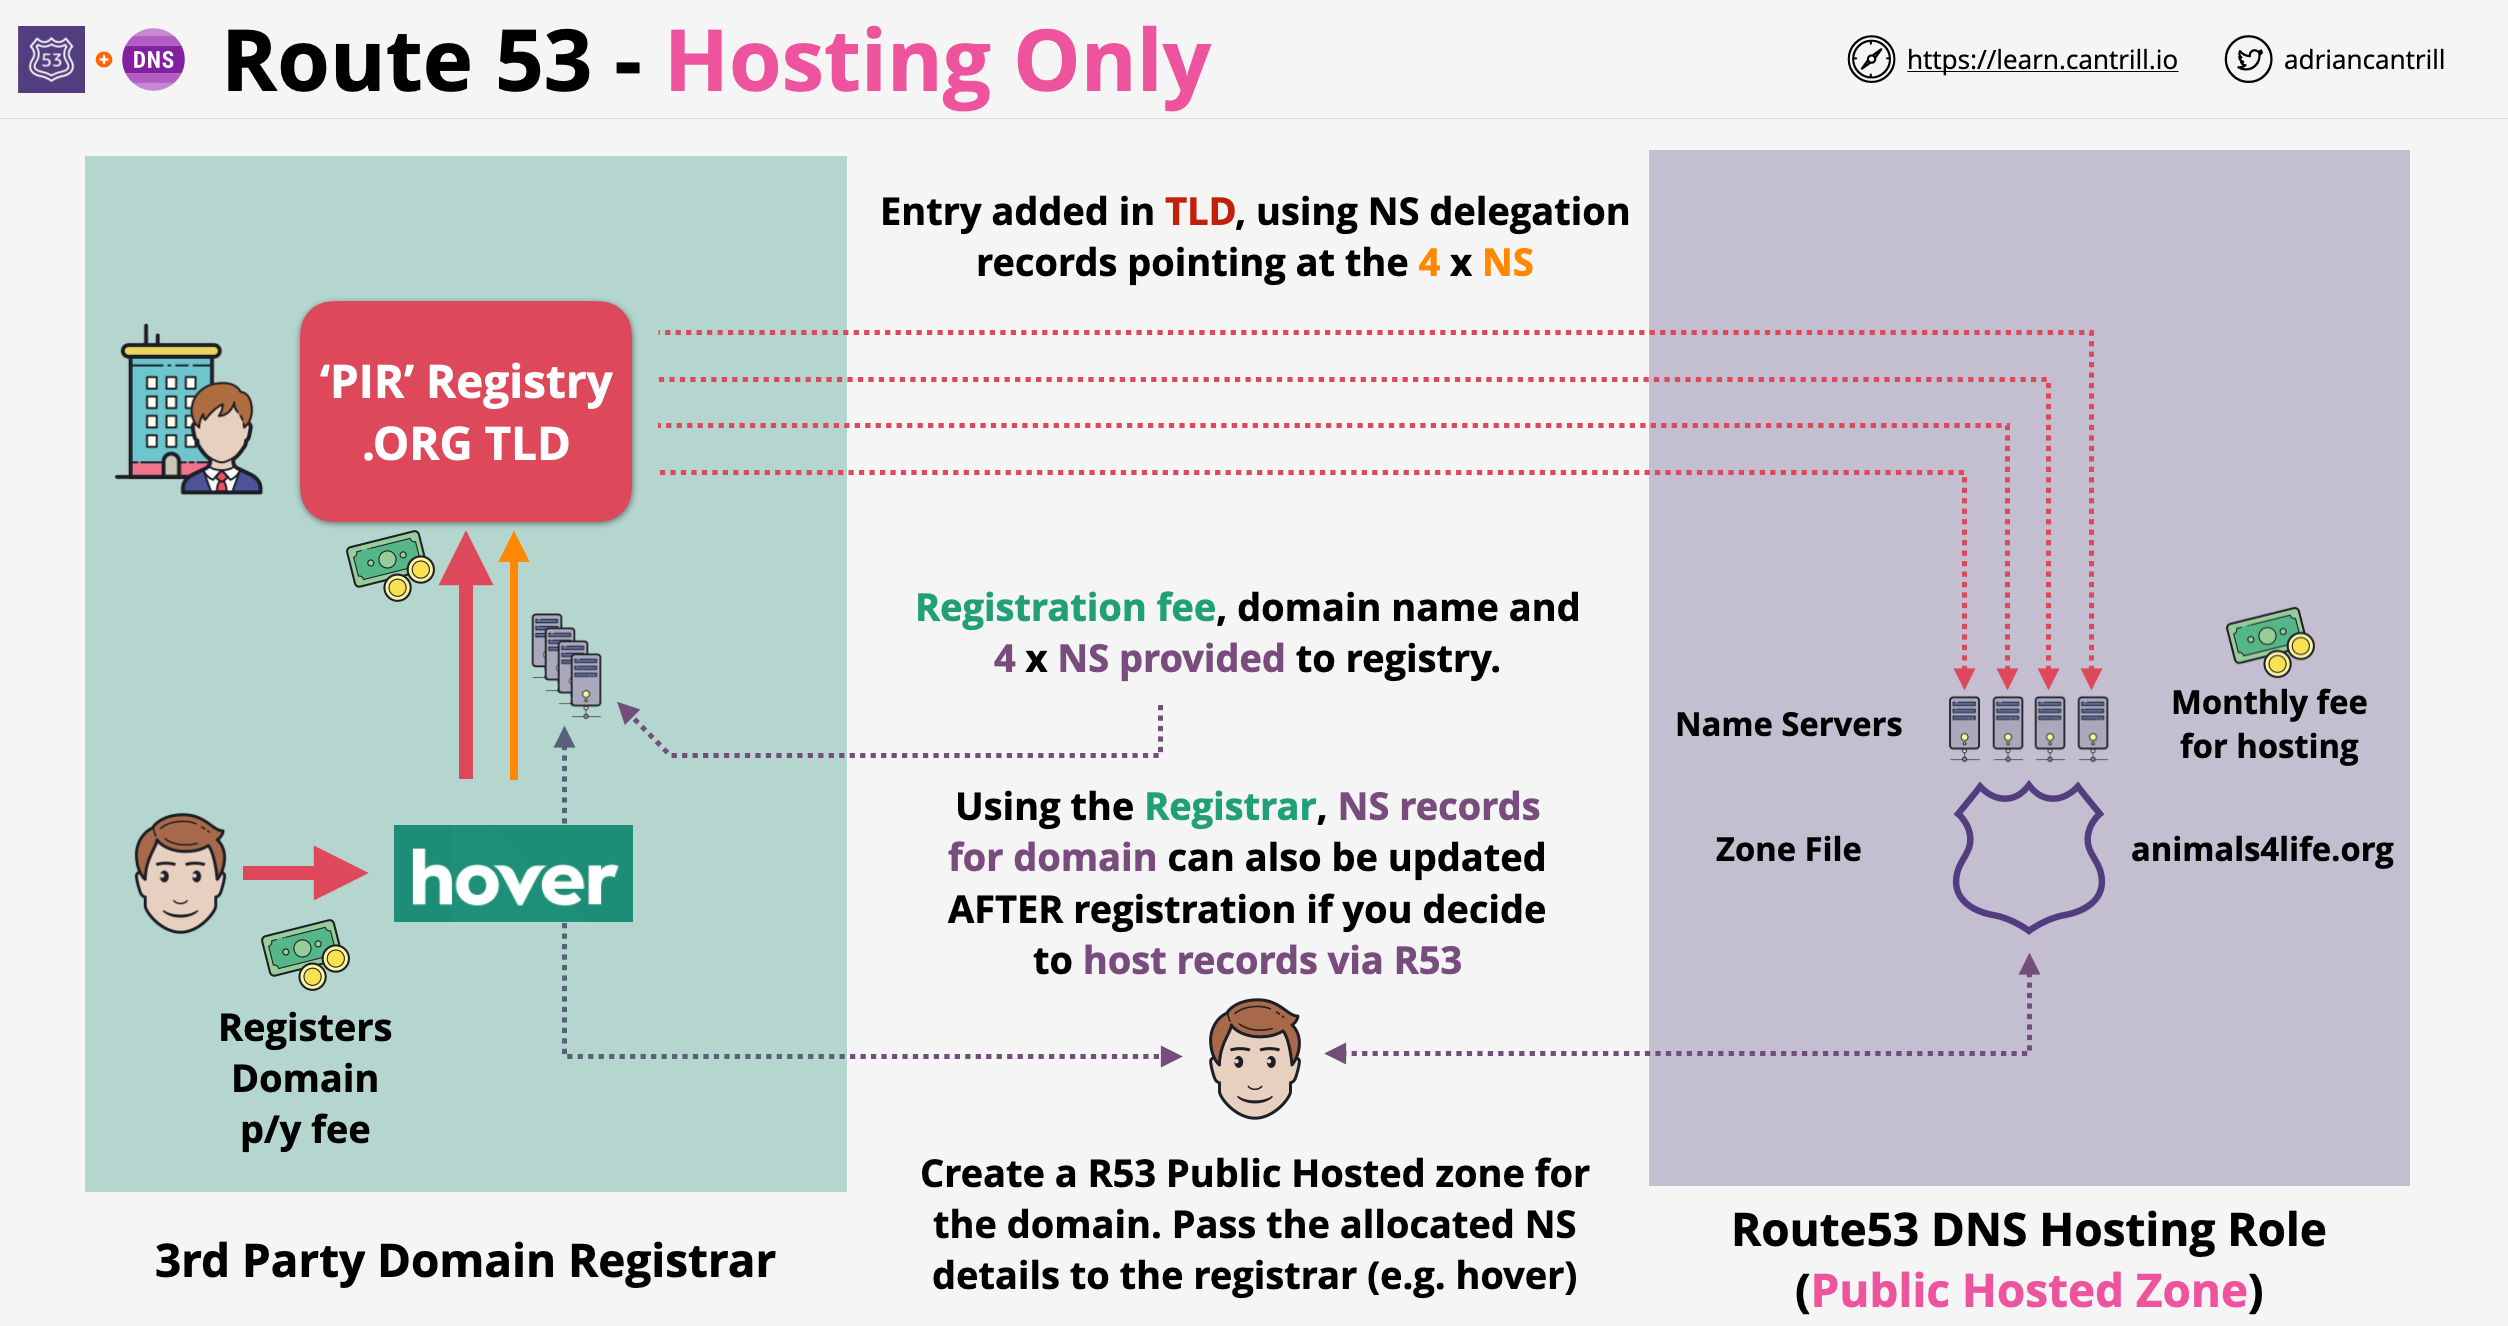 53
DNS
Route 53 - Hosting Only
https://learn.cantrill.io
adriancantrill
Entry added in TLD, using NS delegation
records pointing at the 4 x NS
‘PIR’ Registry
.ORG TLD
Registration fee, domain name and
4 x NS provided to registry.
Name Servers
Monthly fee
for hosting
Using the Registrar, NS records
for domain can also be updated
AFTER registration if you decide
to host records via R53
Zone File
animals4life.org
hover
Registers
Domain
p/y fee
Create a R53 Public Hosted zone for
the domain. Pass the allocated NS
details to the registrar (e.g. hover)
3rd Party Domain Registrar
Route53 DNS Hosting Role
(Public Hosted Zone)